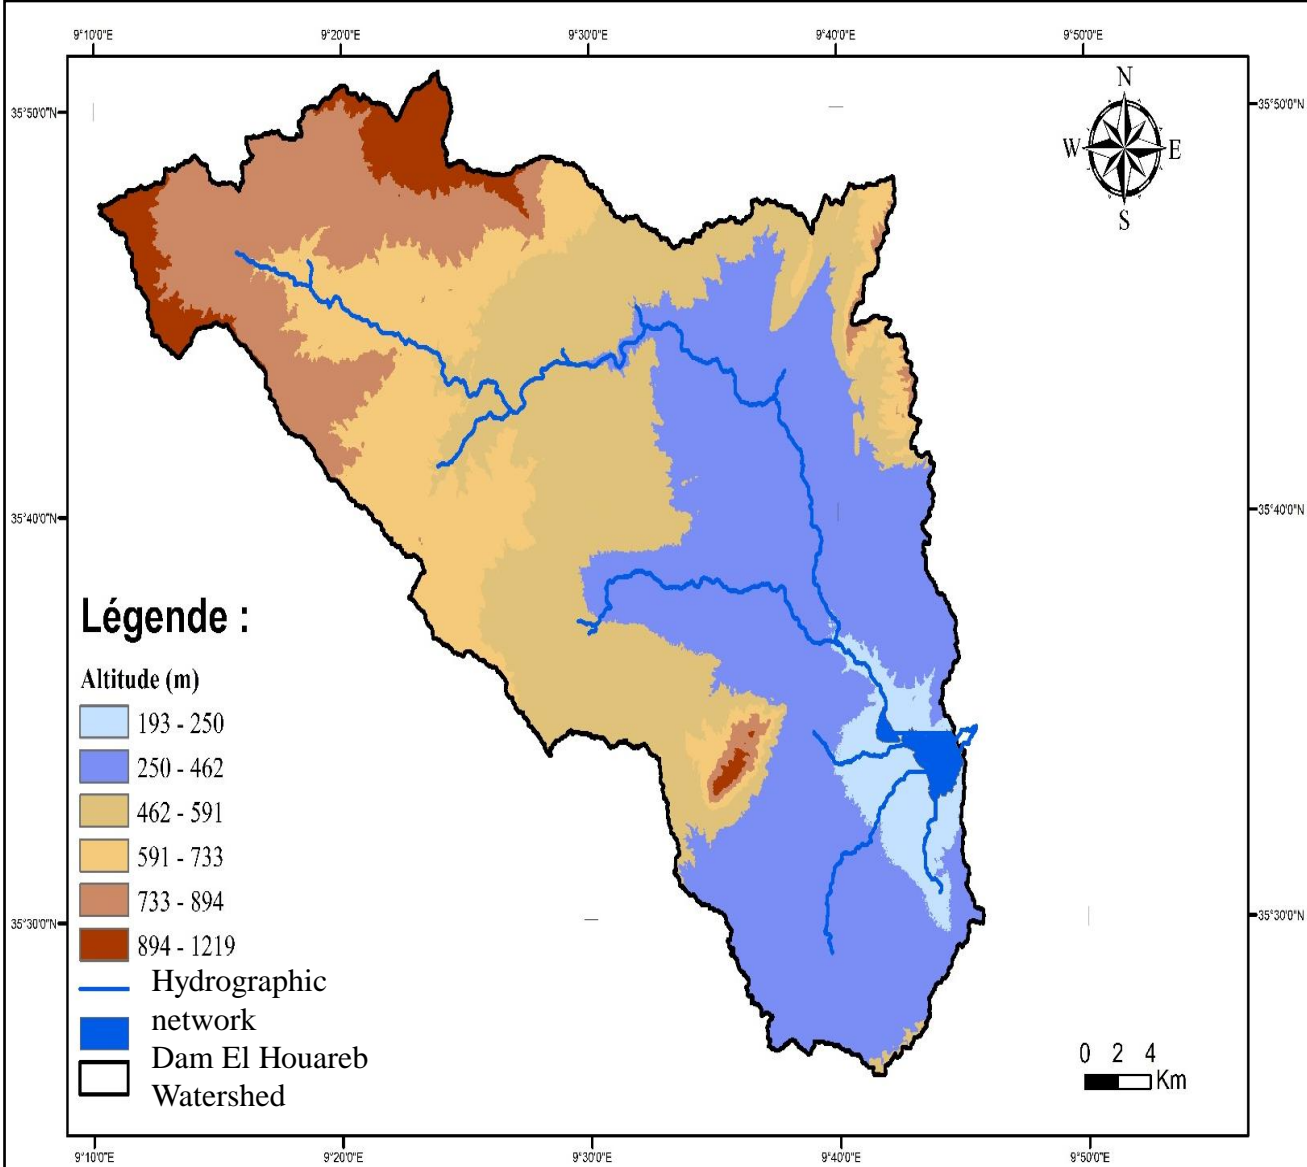 9°10'0"E 9°20'0"E 9°30'0"E 9°40'0"E 9°50'0"E
N
35°50'0"N 35°50'0"N
W E
S
35°40'0"N 35°40'0"N
Légende :
Altitude (m)
193 - 250
250 - 462
462 - 591
591 - 733
733 - 894
35°30'0"N 35°30'0"N
894 - 1219
Hydrographic
network
Dam El Houareb
Watershed
0 2 4
Km
9°10'0"E 9°20'0"E 9°30'0"E 9°40'0"E 9°50'0"E